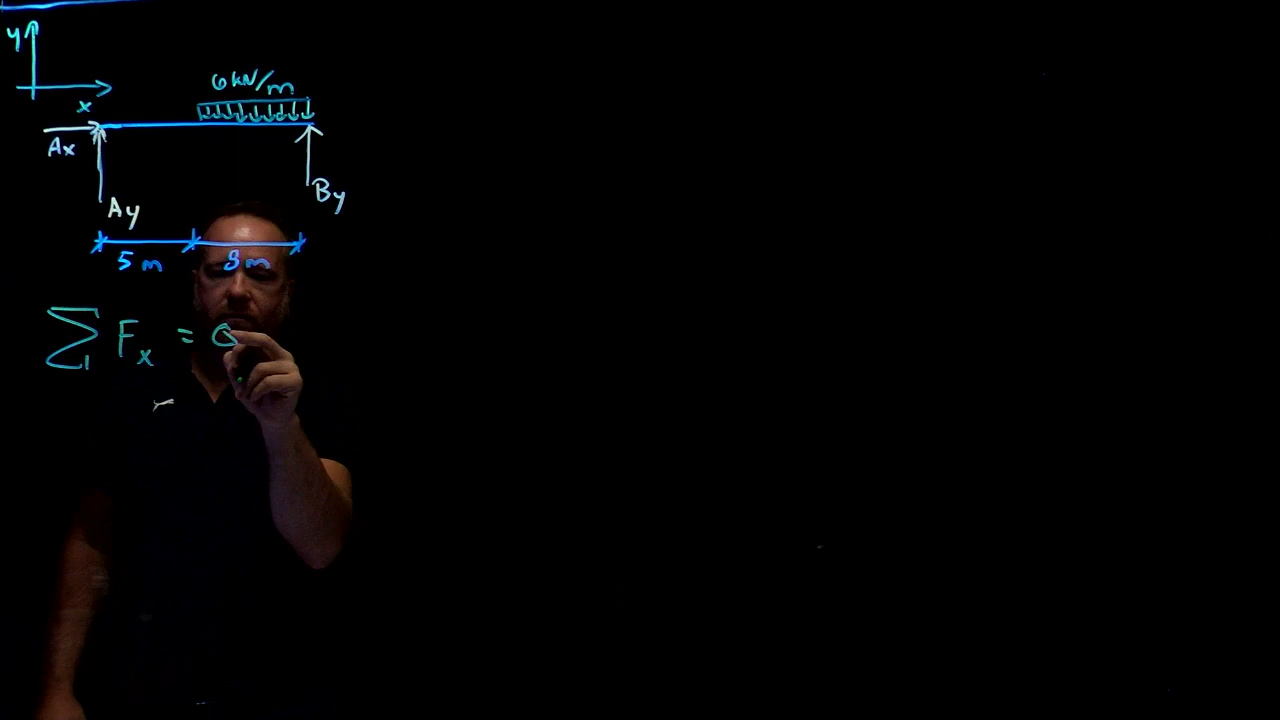 y
x
6 kN/m
Ax
Ay
By
5 m
8 m
∑ Fx = 0